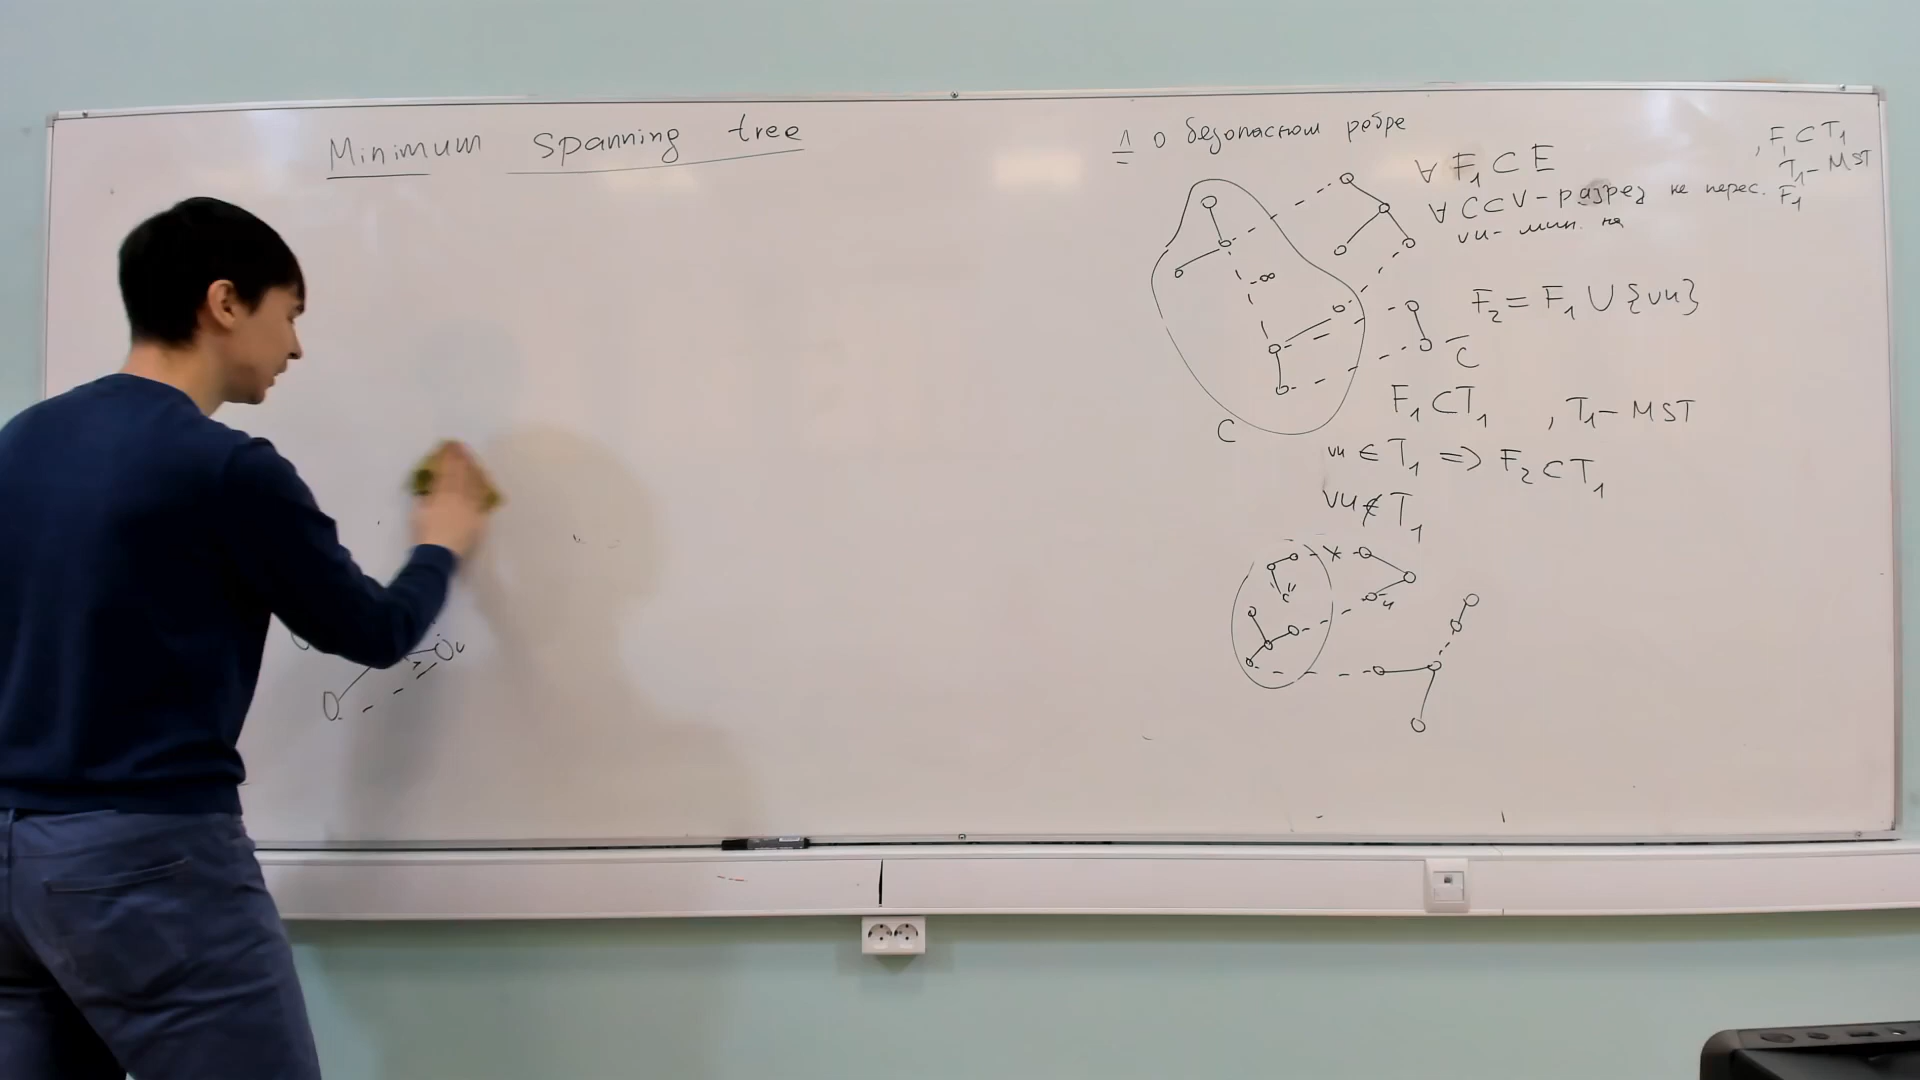 Minimum spanning tree
Л о безопасном ребре
∀ F₁ ⊂ E , F₁ ⊂ T₁
T₁ - MST
∀ C ⊂ V - разрез не перес. F₁
vu - мин. на
-∞
F₂ = F₁ ∪ {vu}
C̅
C
F₁ ⊂ T₁ , T₁ - MST
vu ∈ T₁ => F₂ ⊂ T₁
vu ∉ T₁
u
v